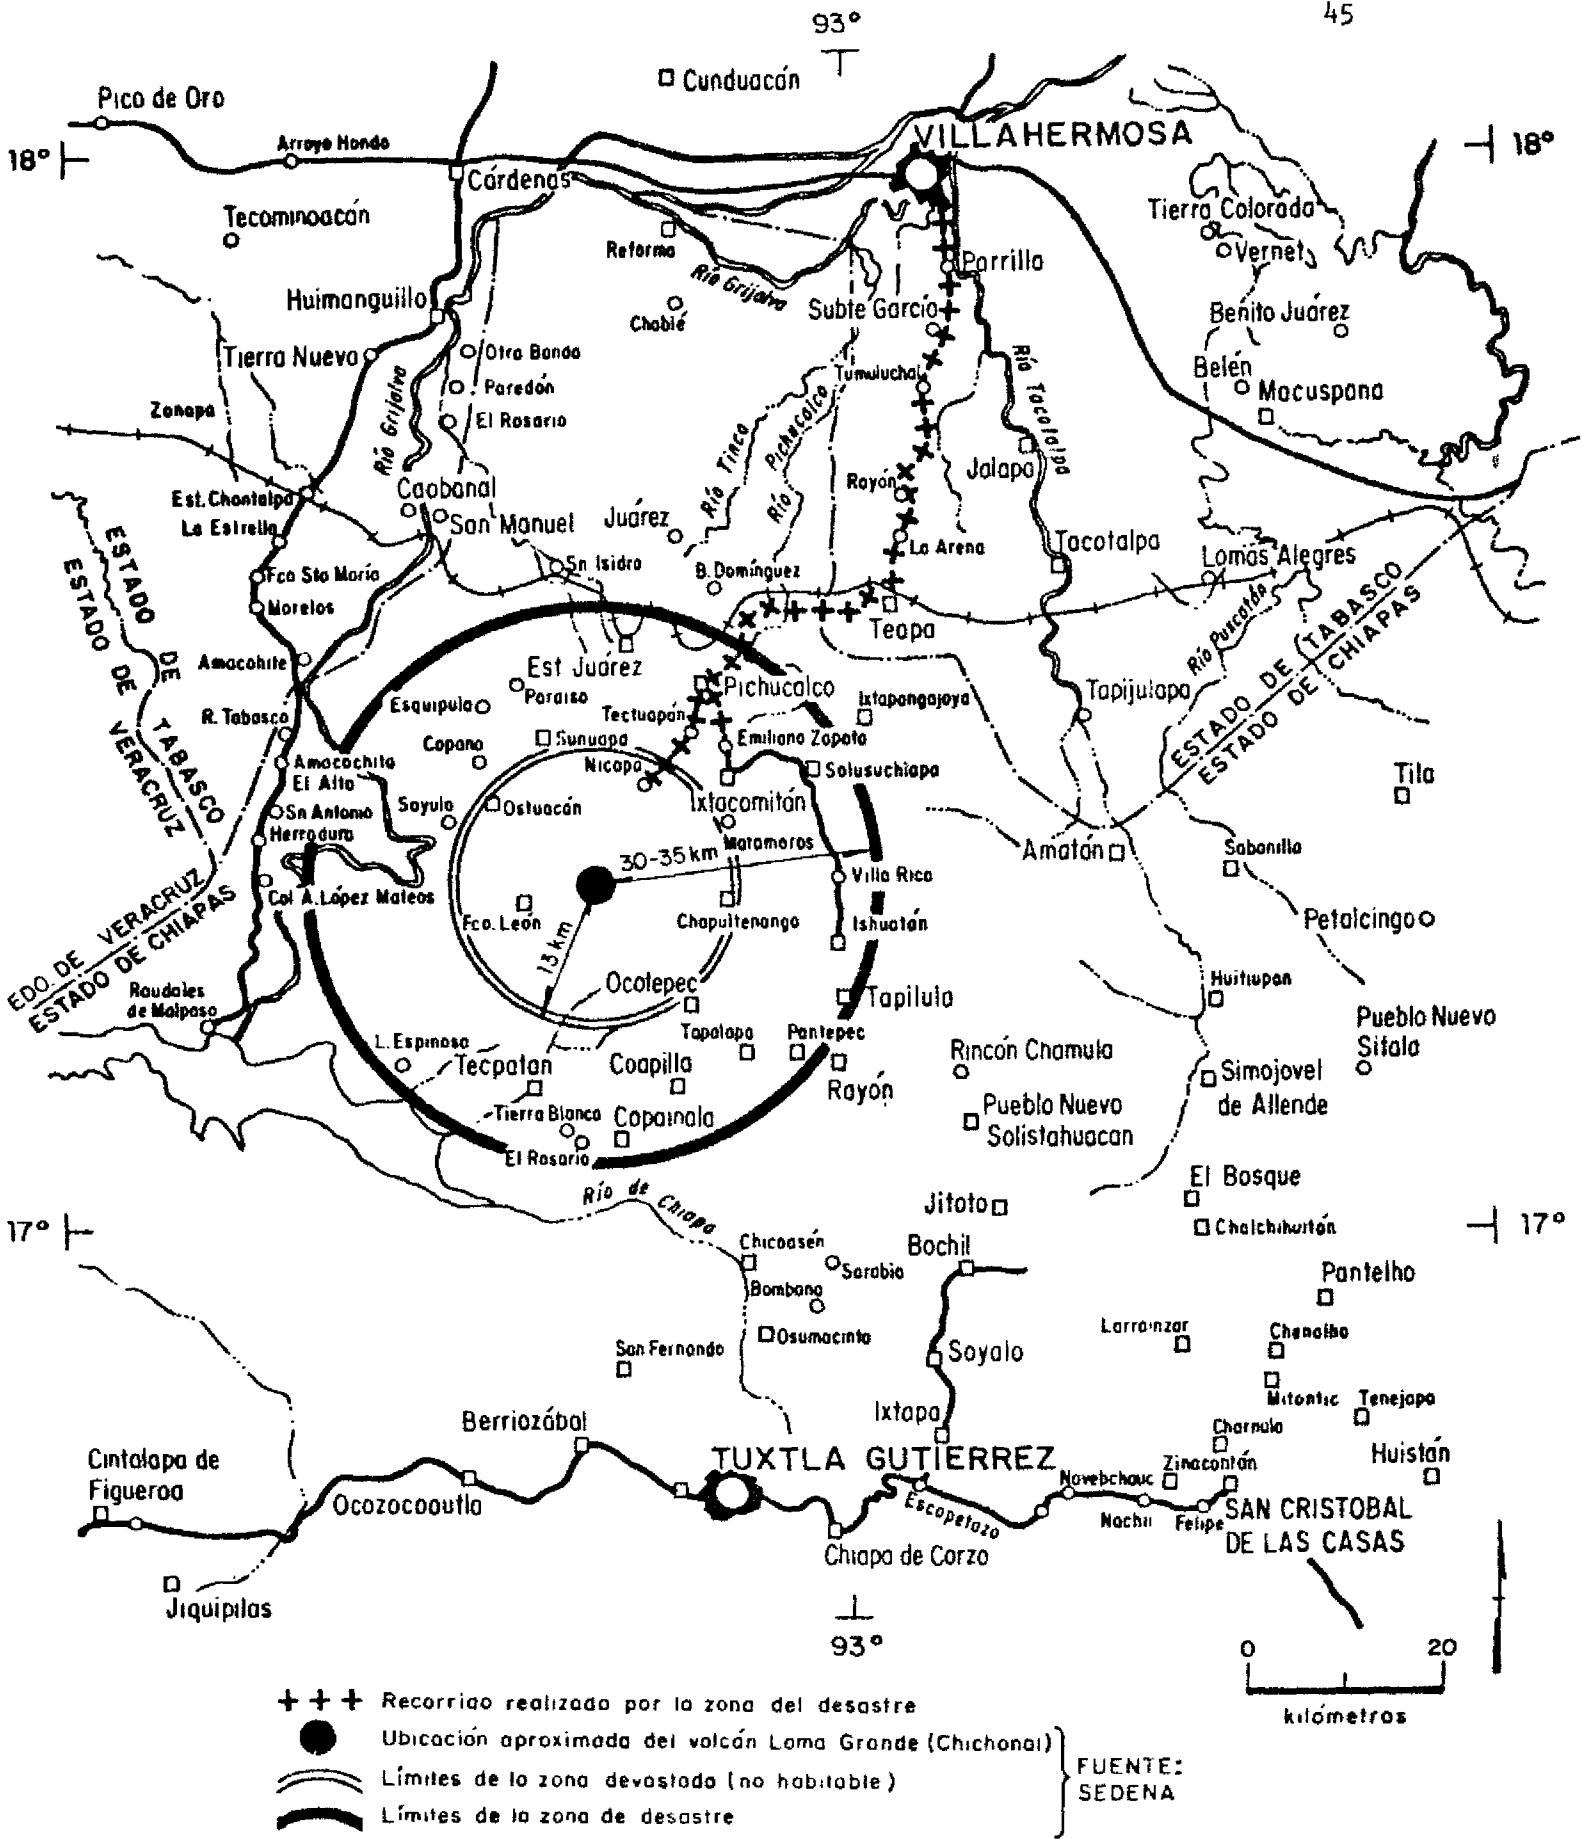 45
93°
Cunduacán
Pico de Oro
VILLAHERMOSA
18°
18°
Arroyo Hondo
Cárdenas
Tecominoacán
Tierra Colorada
Vernet
Reforma
Río Grijalva
Parrilla
Huimanguillo
Chablé
Subte García
Benito Juárez
Tierra Nueva
Otra Banda
Paredón
El Rosario
Río Grijalva
Tumuluchal
Río Tacotalpa
Belén
Macuspana
Zanapa
Río Tinco
Río Pichucalco
Jalapa
Rayón
Est. Chontalpa
Caobanal
La Estrella
San Manuel
Juárez
La Arena
Tacotalpa
Lomas Alegres
Fco Sta María
Sn Isidro
B. Domínguez
Morelos
Teapa
Río Puscatán
ESTADO DE TABASCO
ESTADO DE VERACRUZ
ESTADO DE TABASCO
ESTADO DE CHIAPAS
Amacohite
Est Juárez
Paraíso
Pichucalco
Tapijulapa
Esquipula
Ixtapangajoya
R. Tabasco
Tectuapán
Copano
Sunuapa
Emiliano Zapata
Nicapa
Solusuchiapa
Amacochita
El Alto
Tila
Sayula
Ostuacán
Ixtacomitán
Sn Antonio
Herradura
Matamoros
Amatán
Sabanilla
30-35 km
Villa Rica
Col A. López Mateos
Fco. León
13 km
Chapultenango
Ishuatán
Petalcingo
EDO. DE VERACRUZ
ESTADO DE CHIAPAS
Raudales
de Malpaso
Ocotepec
Tapilula
Huitiupan
L. Espinosa
Tapalapa
Pantepec
Pueblo Nuevo
Sitala
Tecpatan
Coapilla
Rayón
Rincón Chamula
Simojovel
de Allende
Tierra Blanca
Copainala
Pueblo Nuevo
Solistahuacan
El Rosario
El Bosque
Río de Chiapa
Jitoto
17°
17°
Chalchihuitán
Chicoasén
Sarabia
Bochil
Bombano
Pantelho
Osumacinta
Larrainzar
Chenalho
San Fernando
Soyalo
Mitontic
Tenejapa
Ixtapa
Berriozábal
Chamula
TUXTLA GUTIERREZ
Huistán
Cintalapa de
Figueroa
Zinacantán
Navebchauc
Ocozocoautla
Escopetazo
Nachii
Felipe
SAN CRISTOBAL
DE LAS CASAS
Chiapa de Corzo
Jiquipilas
93°
0 20
kilómetros
Recorrido realizado por la zona del desastre
Ubicación aproximada del volcán Loma Grande (Chichonal)
Límites de la zona devastada (no habitable)
Límites de la zona de desastre
FUENTE:
SEDENA